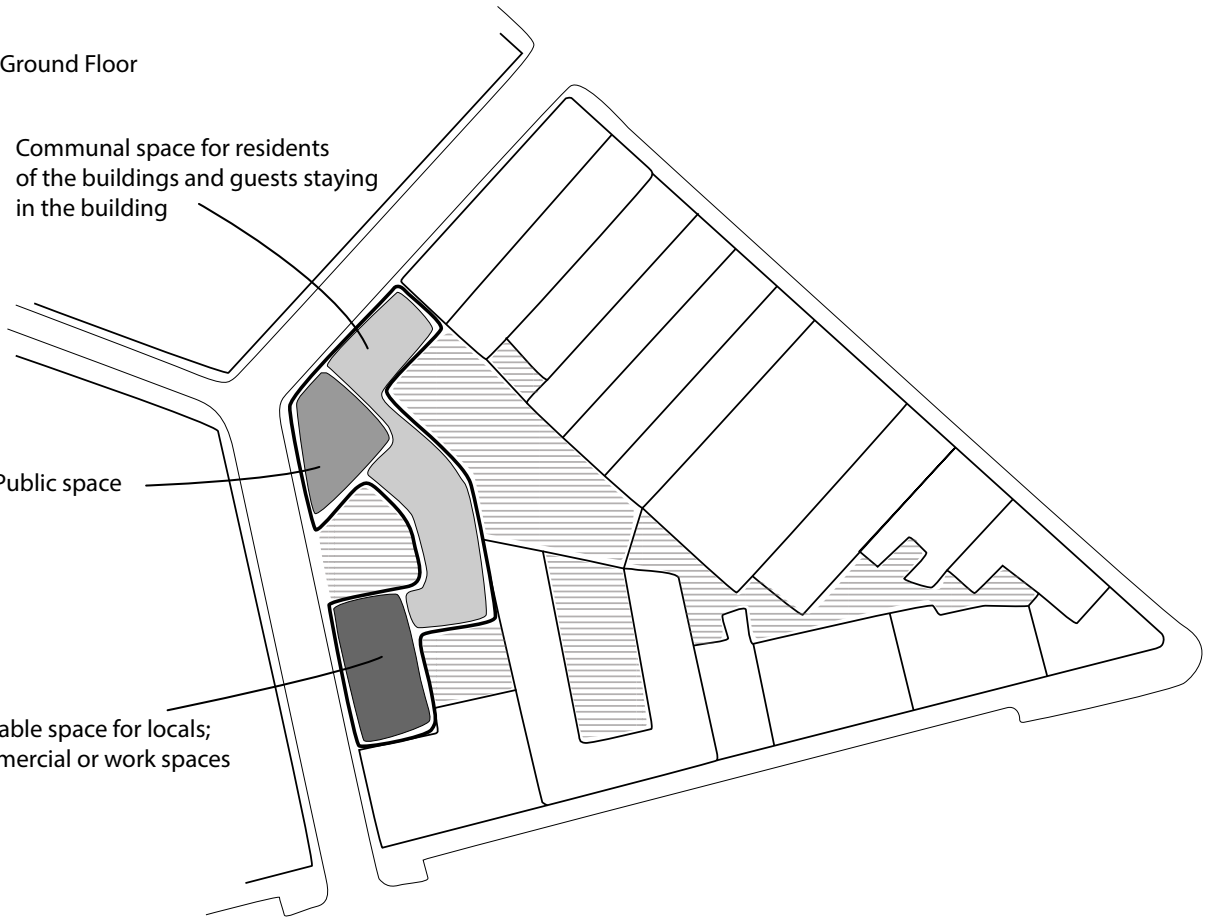 Ground Floor
Communal space for residents
of the buildings and guests staying
in the building
Public space
able space for locals;
mercial or work spaces